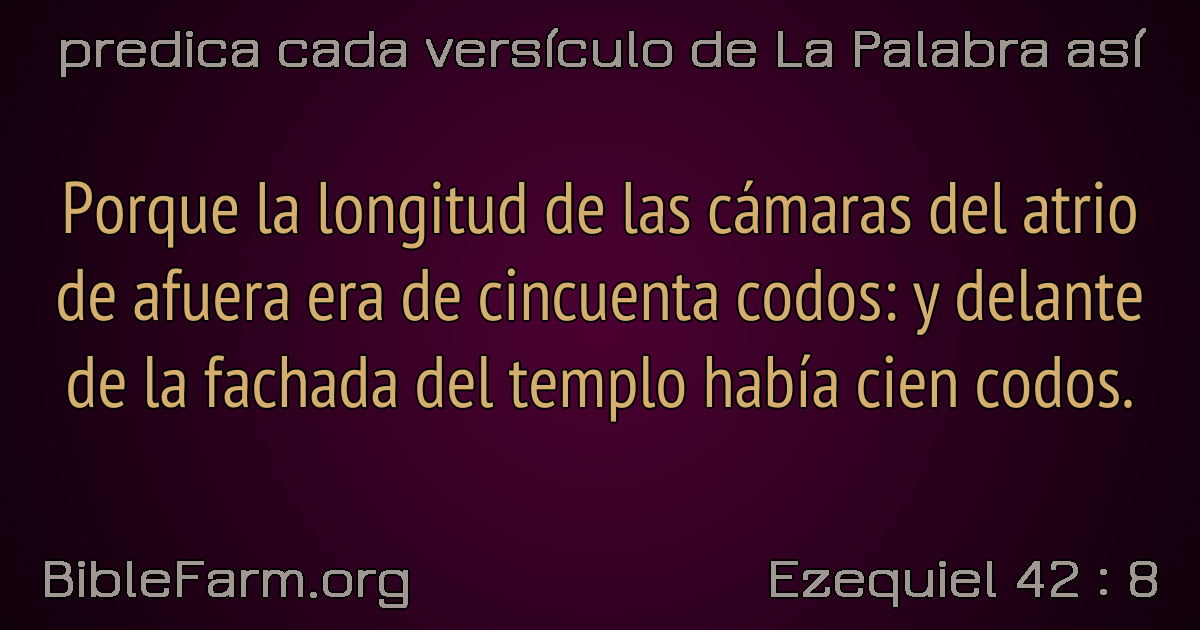 predica cada versículo de La Palabra así
Porque la longitud de las cámaras del atrio
de afuera era de cincuenta codos: y delante
de la fachada del templo había cien codos.
BibleFarm.org
Ezequiel 42 : 8